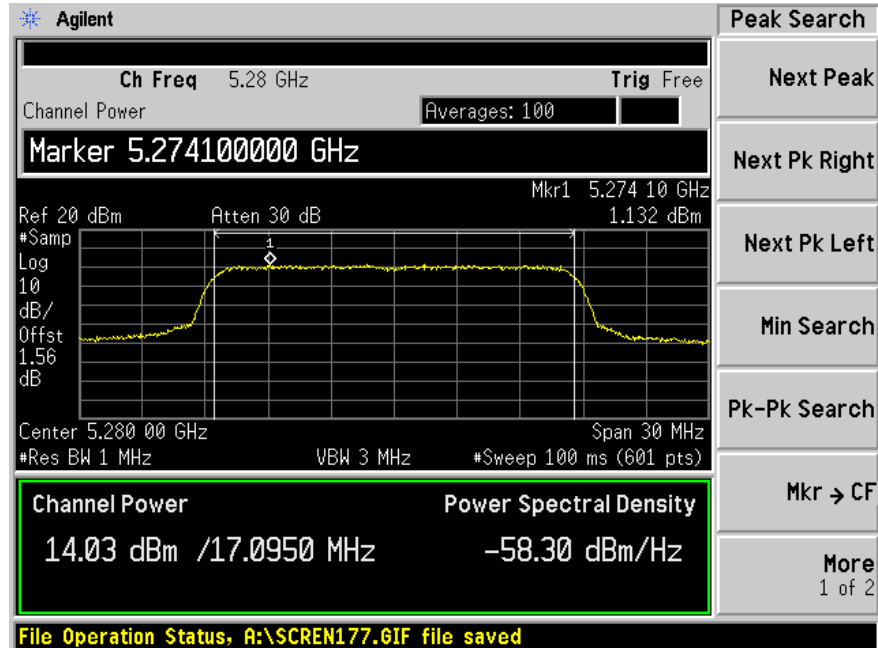 Agilent
Peak Search
Ch Freq 5.28 GHz Trig Free
Channel Power Averages: 100
Marker 5.274100000 GHz
Mkr1 5.274 10 GHz
Ref 20 dBm Atten 30 dB 1.132 dBm
#Samp
Log
10
dB/
Offst
1.56
dB
1
Center 5.280 00 GHz Span 30 MHz
#Res BW 1 MHz VBW 3 MHz #Sweep 100 ms (601 pts)
Channel Power Power Spectral Density
14.03 dBm /17.0950 MHz -58.30 dBm/Hz
File Operation Status, A:\SCREN177.GIF file saved
Next Peak
Next Pk Right
Next Pk Left
Min Search
Pk-Pk Search
Mkr → CF
More
1 of 2